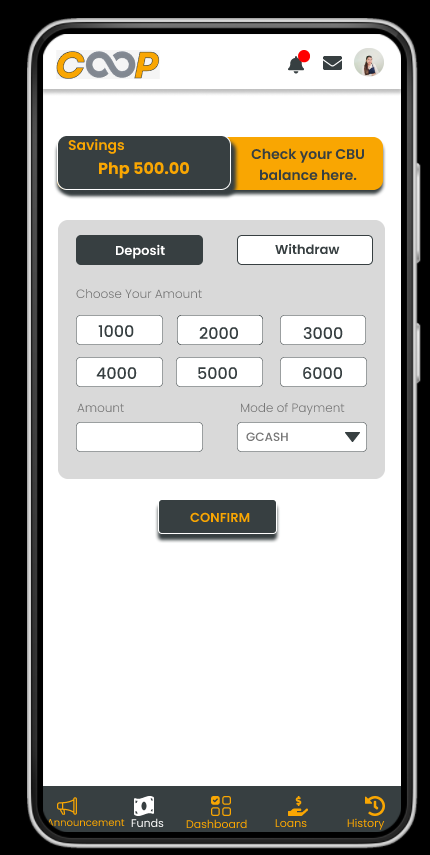 COOP
Savings
Php 500.00
Check your CBU
balance here.
Deposit
Withdraw
Choose Your Amount
1000
2000
3000
4000
5000
6000
Amount
Mode of Payment
GCASH
CONFIRM
Announcement
Funds
Dashboard
Loans
History